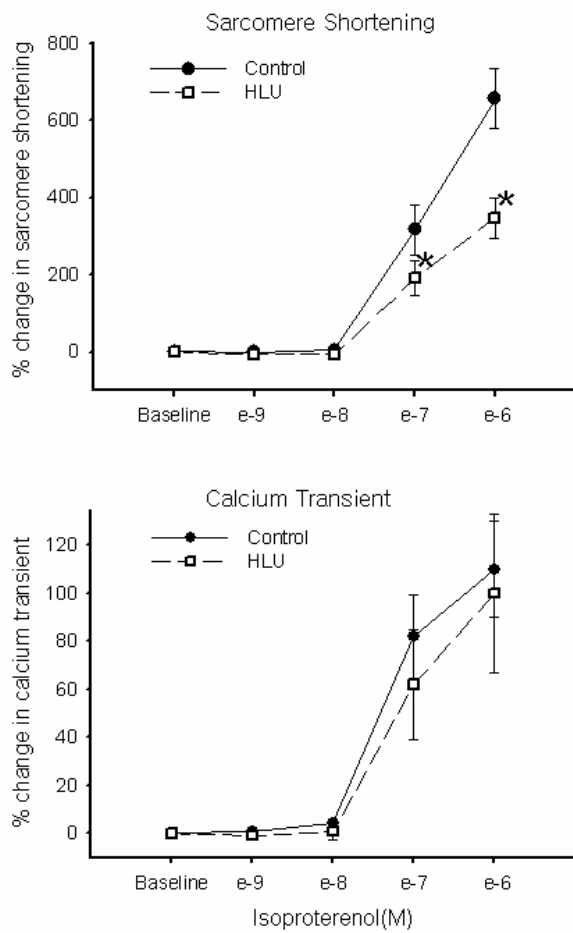 Sarcomere Shortening
% change in sarcomere shortening
800
600
400
200
0
Control
HLU
*
*
Baseline e-9 e-8 e-7 e-6
Calcium Transient
% change in calcium transient
120
100
80
60
40
20
0
Control
HLU
Baseline e-9 e-8 e-7 e-6
Isoproterenol(M)